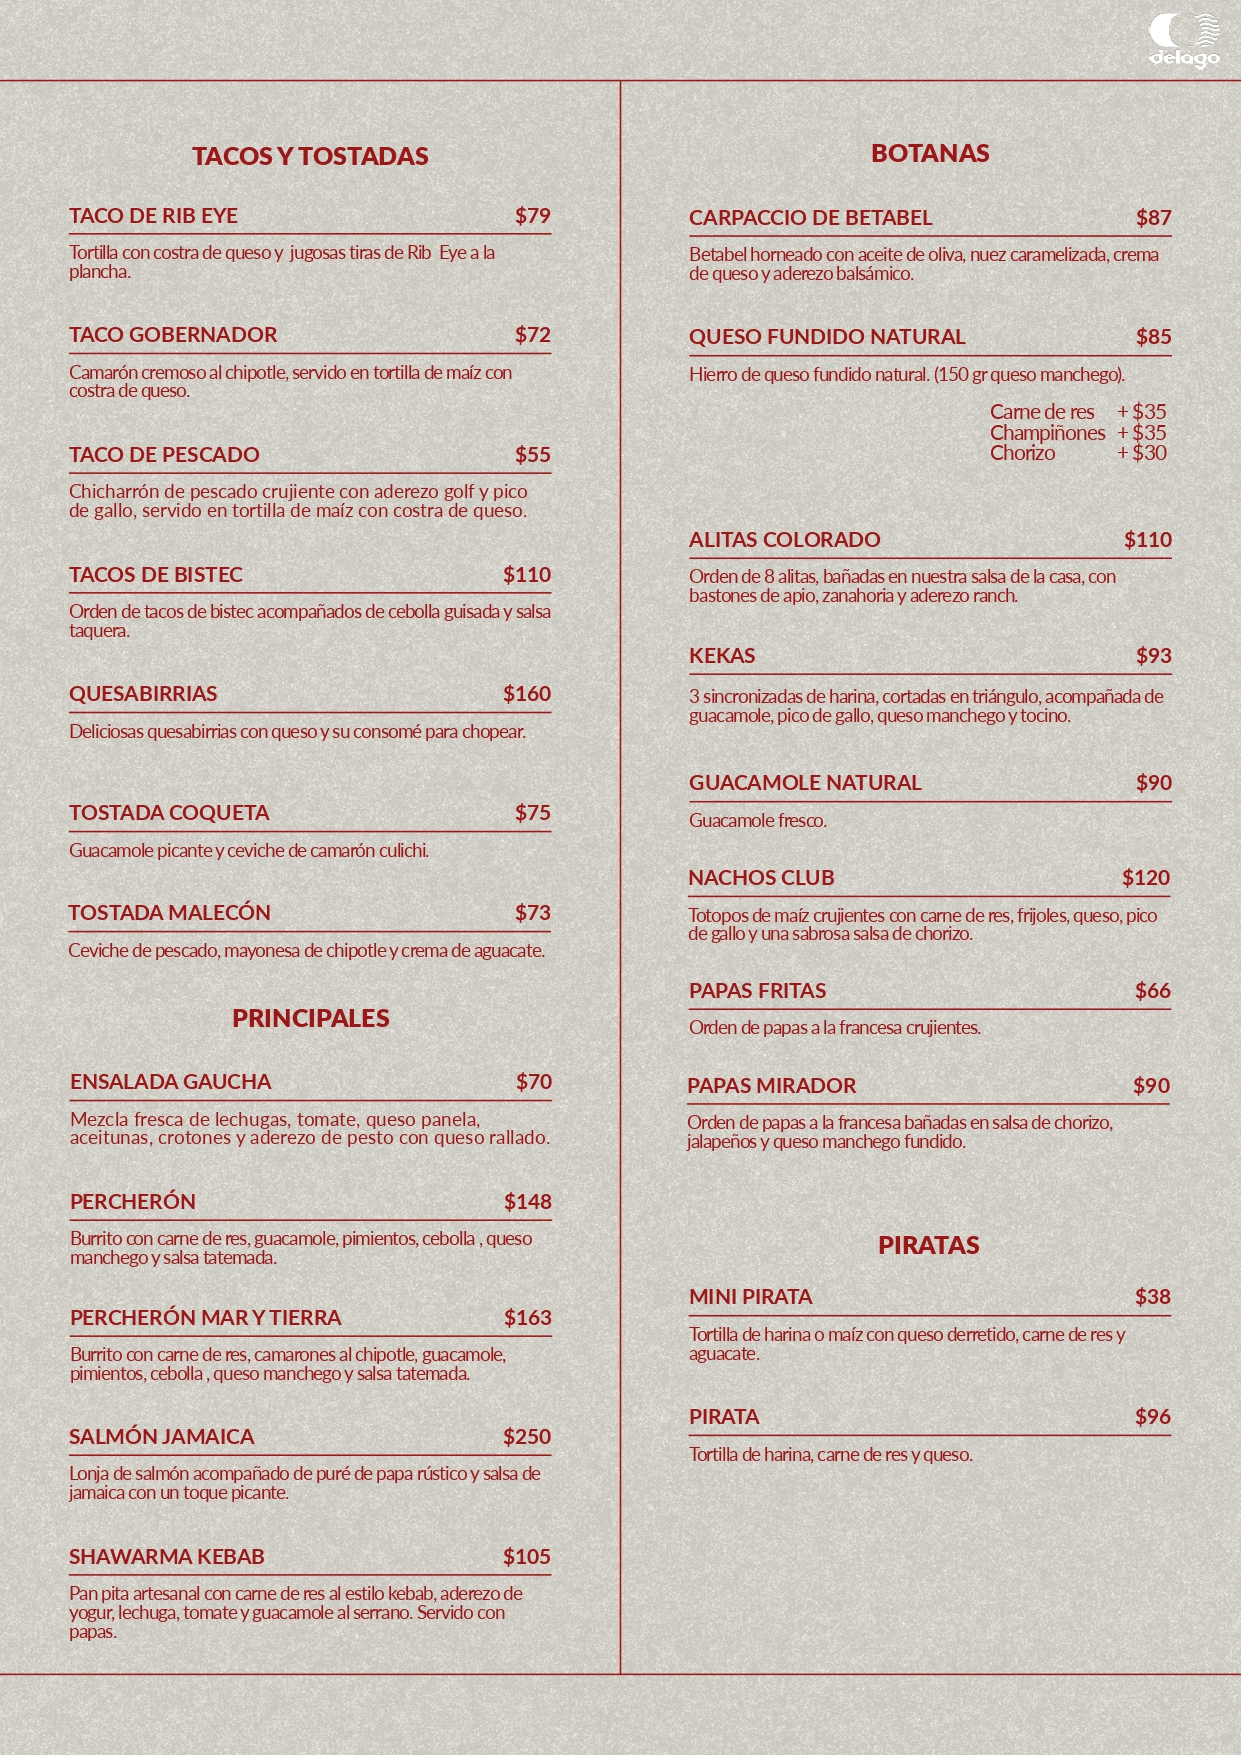 delago
TACOS Y TOSTADAS
TACO DE RIB EYE $79
Tortilla con costra de queso y jugosas tiras de Rib Eye a la
plancha.
TACO GOBERNADOR $72
Camarón cremoso al chipotle, servido en tortilla de maíz con
costra de queso.
TACO DE PESCADO $55
Chicharrón de pescado crujiente con aderezo golf y pico
de gallo, servido en tortilla de maíz con costra de queso.
TACOS DE BISTEC $110
Orden de tacos de bistec acompañados de cebolla guisada y salsa
taquera.
QUESABIRRIAS $160
Deliciosas quesabirrias con queso y su consomé para chopear.
TOSTADA COQUETA $75
Guacamole picante y ceviche de camarón culichi.
TOSTADA MALECÓN $73
Ceviche de pescado, mayonesa de chipotle y crema de aguacate.
PRINCIPALES
ENSALADA GAUCHA $70
Mezcla fresca de lechugas, tomate, queso panela,
aceitunas, crotones y aderezo de pesto con queso rallado.
PERCHERÓN $148
Burrito con carne de res, guacamole, pimientos, cebolla , queso
manchego y salsa tatemada.
PERCHERÓN MAR Y TIERRA $163
Burrito con carne de res, camarones al chipotle, guacamole,
pimientos, cebolla , queso manchego y salsa tatemada.
SALMÓN JAMAICA $250
Lonja de salmón acompañado de puré de papa rústico y salsa de
jamaica con un toque picante.
SHAWARMA KEBAB $105
Pan pita artesanal con carne de res al estilo kebab, aderezo de
yogur, lechuga, tomate y guacamole al serrano. Servido con
papas.
BOTANAS
CARPACCIO DE BETABEL $87
Betabel horneado con aceite de oliva, nuez caramelizada, crema
de queso y aderezo balsámico.
QUESO FUNDIDO NATURAL $85
Hierro de queso fundido natural. (150 gr queso manchego).
Carne de res + $35
Champiñones + $35
Chorizo + $30
ALITAS COLORADO $110
Orden de 8 alitas, bañadas en nuestra salsa de la casa, con
bastones de apio, zanahoria y aderezo ranch.
KEKAS $93
3 sincronizadas de harina, cortadas en triángulo, acompañada de
guacamole, pico de gallo, queso manchego y tocino.
GUACAMOLE NATURAL $90
Guacamole fresco.
NACHOS CLUB $120
Totopos de maíz crujientes con carne de res, frijoles, queso, pico
de gallo y una sabrosa salsa de chorizo.
PAPAS FRITAS $66
Orden de papas a la francesa crujientes.
PAPAS MIRADOR $90
Orden de papas a la francesa bañadas en salsa de chorizo,
jalapeños y queso manchego fundido.
PIRATAS
MINI PIRATA $38
Tortilla de harina o maíz con queso derretido, carne de res y
aguacate.
PIRATA $96
Tortilla de harina, carne de res y queso.